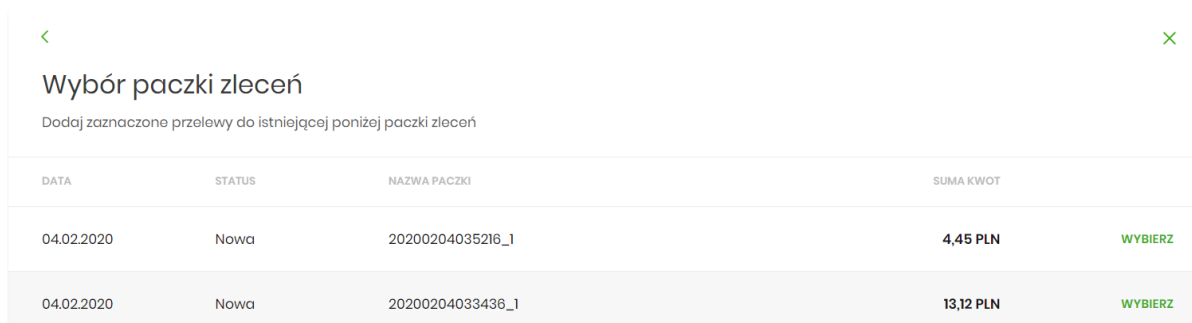 Wybór paczki zleceń
Dodaj zaznaczone przelewy do istniejącej poniżej paczki zleceń
DATA STATUS NAZWA PACZKI SUMA KWOT
04.02.2020 Nowa 20200204035216_1 4,45 PLN WYBIERZ
04.02.2020 Nowa 20200204033436_1 13,12 PLN WYBIERZ